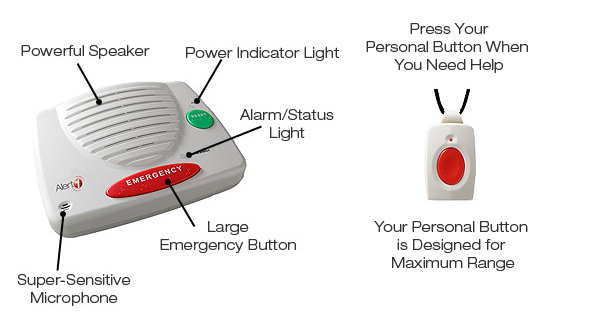 Powerful Speaker
Power Indicator Light
Alarm/Status
Light
RESET
EMERGENCY
Alert1
Large
Emergency Button
Super-Sensitive
Microphone
Press Your
Personal Button When
You Need Help
Your Personal Button
is Designed for
Maximum Range